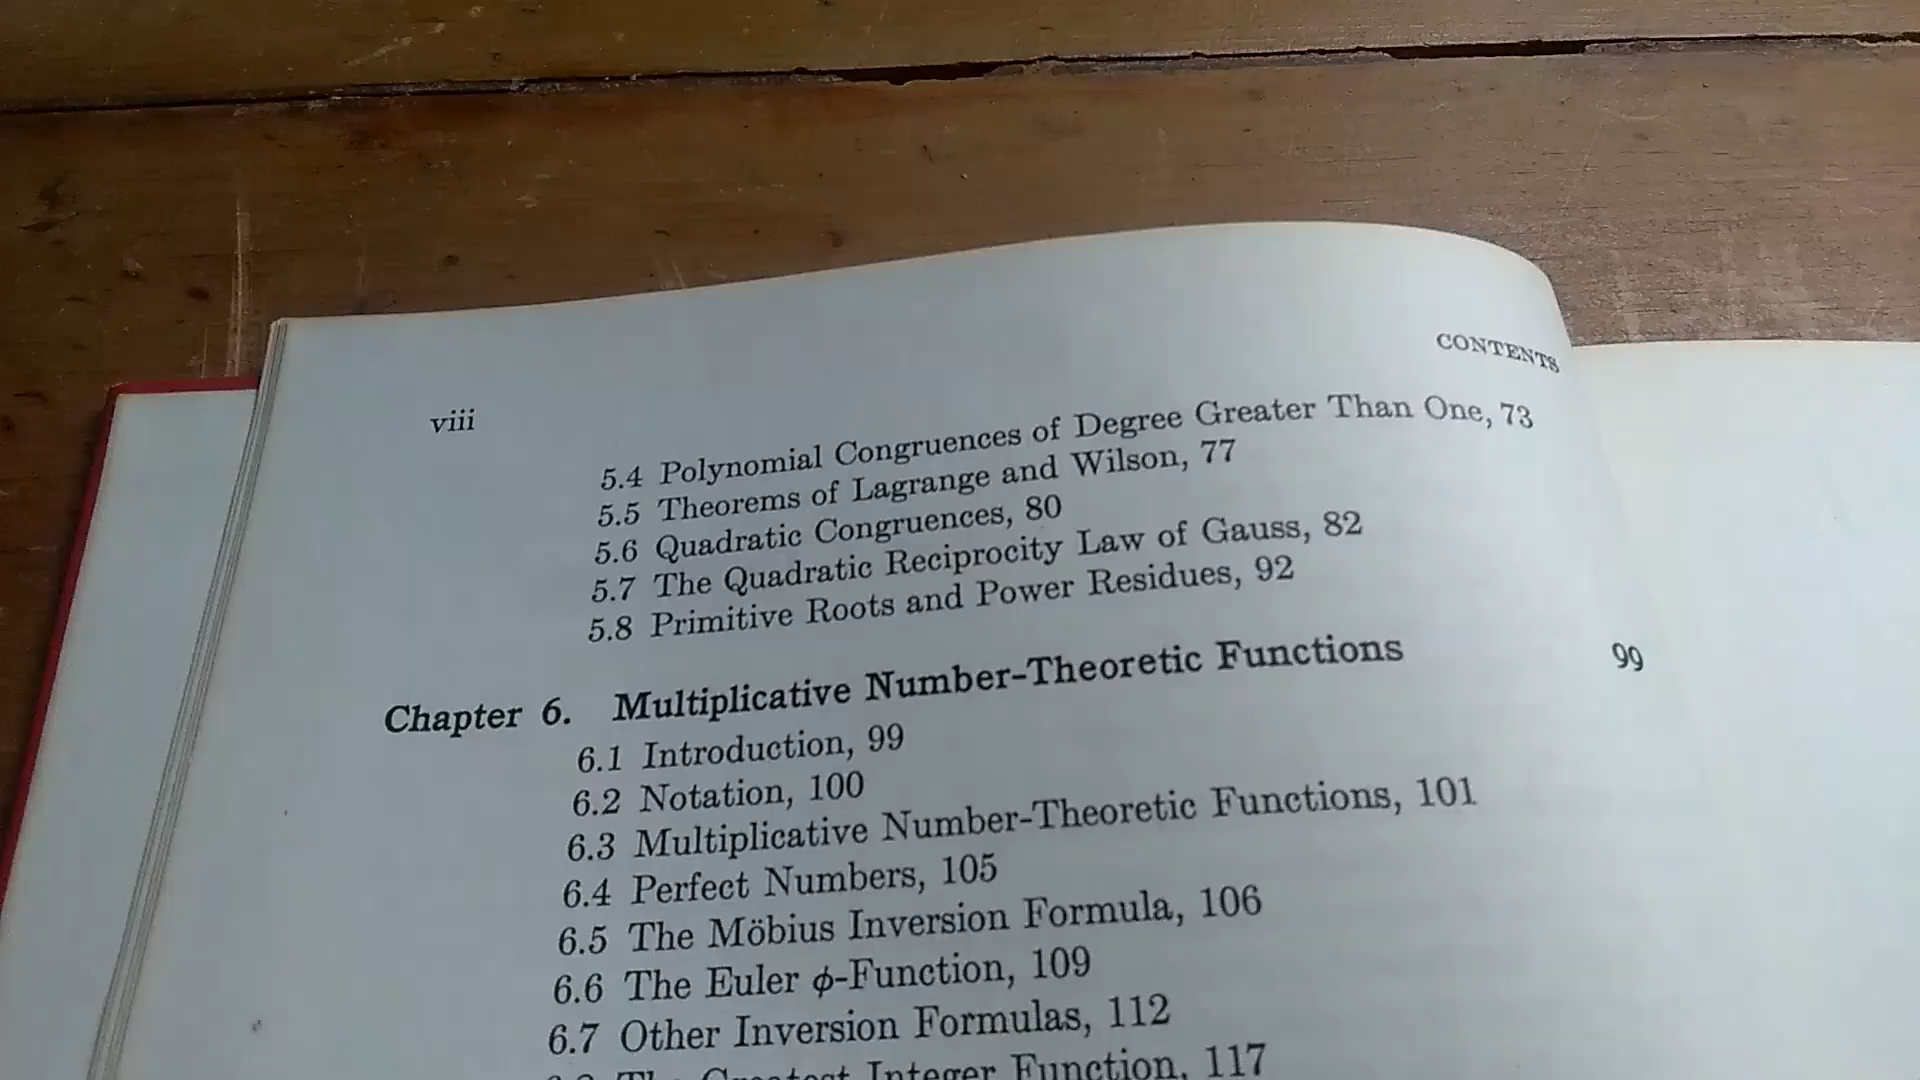 viii
CONTENTS
5.4 Polynomial Congruences of Degree Greater Than One, 73
5.5 Theorems of Lagrange and Wilson, 77
5.6 Quadratic Congruences, 80
5.7 The Quadratic Reciprocity Law of Gauss, 82
5.8 Primitive Roots and Power Residues, 92
Chapter 6. Multiplicative Number-Theoretic Functions 99
6.1 Introduction, 99
6.2 Notation, 100
6.3 Multiplicative Number-Theoretic Functions, 101
6.4 Perfect Numbers, 105
6.5 The Möbius Inversion Formula, 106
6.6 The Euler ϕ-Function, 109
6.7 Other Inversion Formulas, 112
Greatest Integer Function, 117